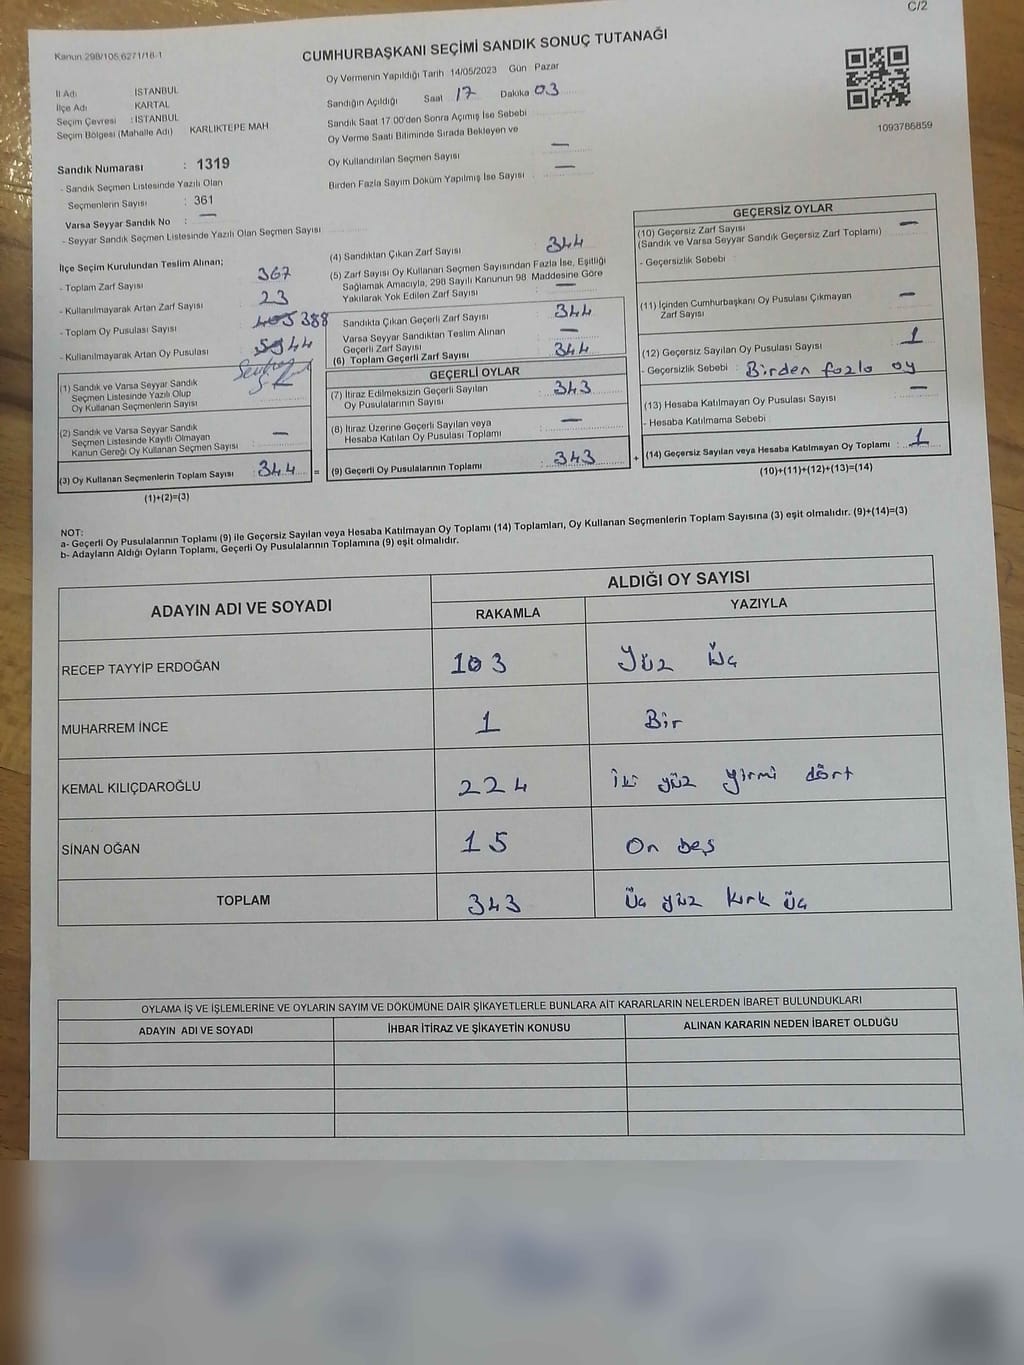 C/2
Kanun 298/105,6271/16-1
CUMHURBAŞKANI SEÇİMİ SANDIK SONUÇ TUTANAĞI
Oy Vermenin Yapıldığı Tarih 14/05/2023 Gün Pazar
İl Adı : İSTANBUL
İlçe Adı : KARTAL
Seçim Çevresi : İSTANBUL
Seçim Bölgesi (Mahalle Adı) KARLIKTEPE MAH
Sandığın Açıldığı Saat 17 Dakika 03
Sandık Saat 17.00'den Sonra Açımış İse Sebebi
Oy Verme Saati Bitiminde Sırada Bekleyen ve
Oy Kullandırılan Seçmen Sayısı : —
Birden Fazla Sayım Döküm Yapılmış İse Sayısı : —
1093786859
Sandık Numarası : 1319
- Sandık Seçmen Listesinde Yazılı Olan
Seçmenlerin Sayısı : 361
Varsa Seyyar Sandık No : —
- Seyyar Sandık Seçmen Listesinde Yazılı Olan Seçmen Sayısı
İlçe Seçim Kurulundan Teslim Alınan;
- Toplam Zarf Sayısı 367
- Kullanılmayarak Artan Zarf Sayısı 23
- Toplam Oy Pusulası Sayısı 405 388
- Kullanılmayarak Artan Oy Pusulası 44
(1) Sandık ve Varsa Seyyar Sandık
Seçmen Listesinde Yazılı Olup
Oy Kullanan Seçmenlerin Sayısı
(2) Sandık ve Varsa Seyyar Sandık
Seçmen Listesinde Kayıtlı Olmayan
Kanun Gereği Oy Kullanan Seçmen Sayısı : —
(3) Oy Kullanan Seçmenlerin Toplam Sayısı : 344 =
(1)+(2)=(3)
(4) Sandıktan Çıkan Zarf Sayısı : 344
(5) Zarf Sayısı Oy Kullanan Seçmen Sayısından Fazla İse, Eşitliği
Sağlamak Amacıyla, 298 Sayılı Kanunun 98. Maddesine Göre
Yakılarak Yok Edilen Zarf Sayısı : —
Sandıkta Çıkan Geçerli Zarf Sayısı : 344
Varsa Seyyar Sandıktan Teslim Alınan
Geçerli Zarf Sayısı : —
(6) Toplam Geçerli Zarf Sayısı : 344
GEÇERLİ OYLAR
(7) İtiraz Edilmeksizin Geçerli Sayılan
Oy Pusulalarının Sayısı : 343
(8) İtiraz Üzerine Geçerli Sayılan veya
Hesaba Katılan Oy Pusulası Toplamı : —
(9) Geçerli Oy Pusulalarının Toplamı : 343 +
GEÇERSİZ OYLAR
(10) Geçersiz Zarf Sayısı
(Sandık ve Varsa Seyyar Sandık Geçersiz Zarf Toplamı) —
- Geçersizlik Sebebi :
(11) İçinden Cumhurbaşkanı Oy Pusulası Çıkmayan
Zarf Sayısı : —
(12) Geçersiz Sayılan Oy Pusulası Sayısı : 1
- Geçersizlik Sebebi : Birden fazla oy
(13) Hesaba Katılmayan Oy Pusulası Sayısı : —
- Hesaba Katılmama Sebebi :
(14) Geçersiz Sayılan veya Hesaba Katılmayan Oy Toplamı : 1
(10)+(11)+(12)+(13)=(14)
NOT:
a- Geçerli Oy Pusulalarının Toplamı (9) ile Geçersiz Sayılan veya Hesaba Katılmayan Oy Toplamı (14) Toplamları, Oy Kullanan Seçmenlerin Toplam Sayısına (3) eşit olmalıdır. (9)+(14)=(3)
b- Adayların Aldığı Oyların Toplamı, Geçerli Oy Pusulalarının Toplamına (9) eşit olmalıdır.
ADAYIN ADI VE SOYADI ALDIĞI OY SAYISI
RAKAMLA YAZIYLA
RECEP TAYYİP ERDOĞAN 103 Yüz üç
MUHARREM İNCE 1 Bir
KEMAL KILIÇDAROĞLU 224 İki yüz yirmi dört
SİNAN OĞAN 15 On beş
TOPLAM 343 Üç yüz kırk üç
OYLAMA İŞ VE İŞLEMLERİNE VE OYLARIN SAYIM VE DÖKÜMÜNE DAİR ŞİKAYETLERLE BUNLARA AİT KARARLARIN NELERDEN İBARET BULUNDUKLARI
ADAYIN ADI VE SOYADI İHBAR İTİRAZ VE ŞİKAYETİN KONUSU ALINAN KARARIN NEDEN İBARET OLDUĞU